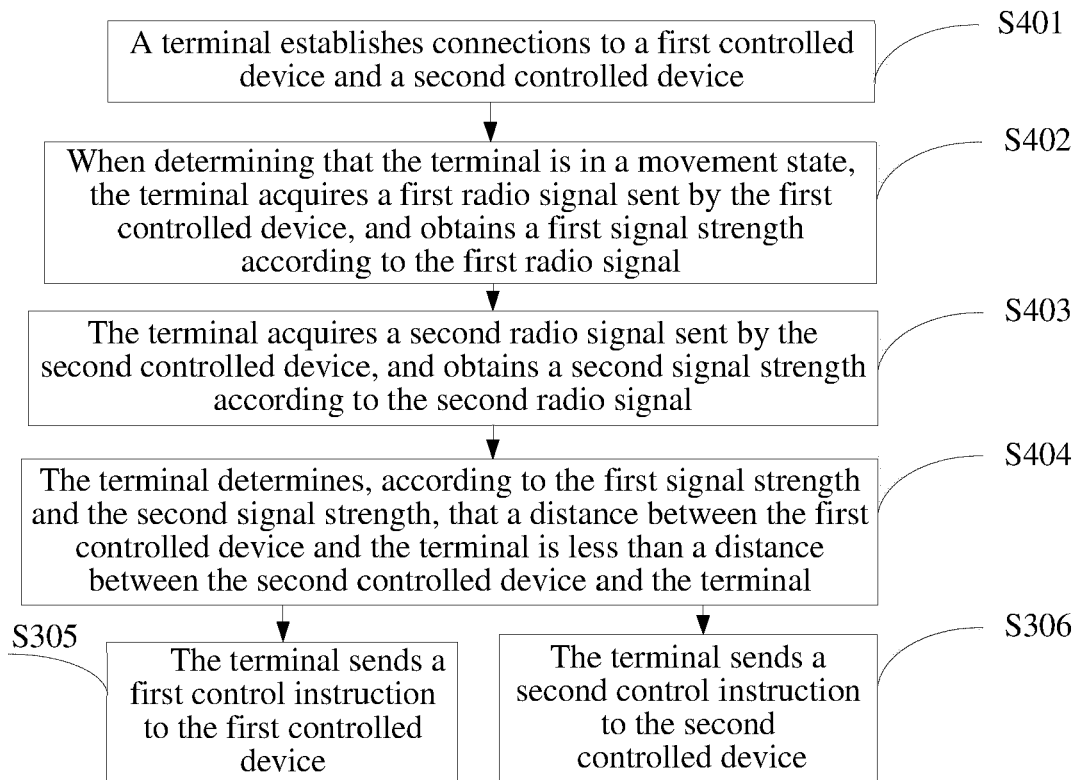 A terminal establishes connections to a first controlled
device and a second controlled device
S401
When determining that the terminal is in a movement state,
the terminal acquires a first radio signal sent by the first
controlled device, and obtains a first signal strength
according to the first radio signal
S402
The terminal acquires a second radio signal sent by the
second controlled device, and obtains a second signal strength
according to the second radio signal
S403
The terminal determines, according to the first signal strength
and the second signal strength, that a distance between the first
controlled device and the terminal is less than a distance
between the second controlled device and the terminal
S404
S305
The terminal sends a
first control instruction
to the first controlled
device
The terminal sends a
second control instruction
to the second
controlled device
S306